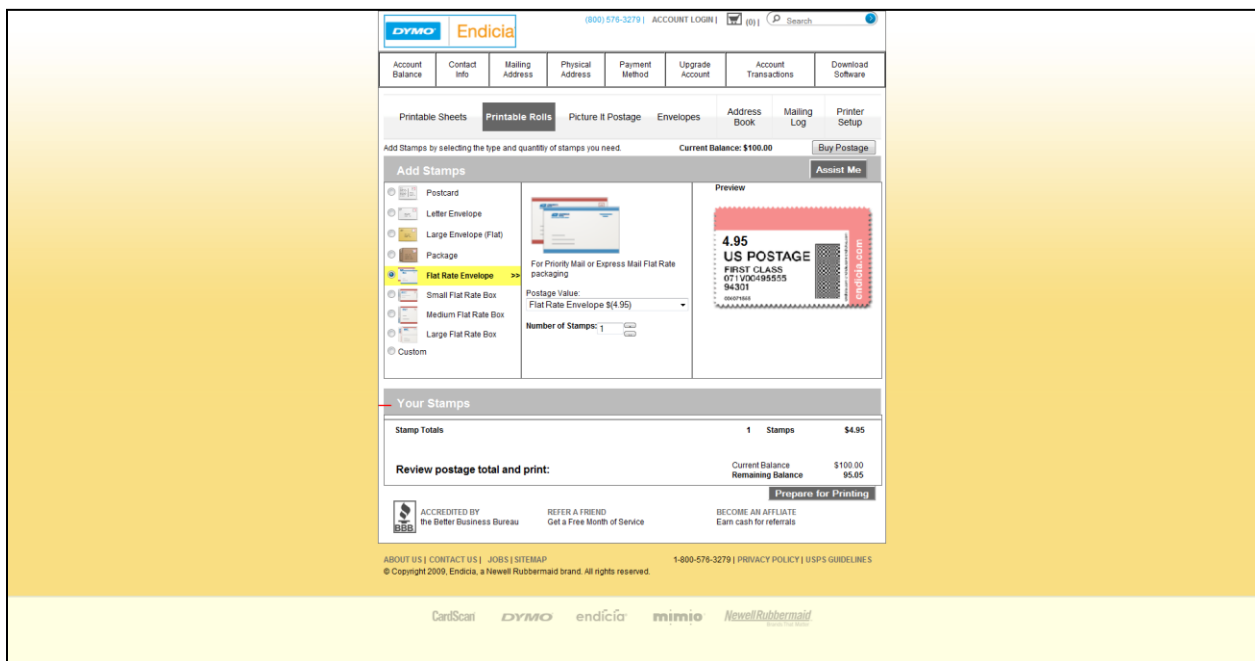 DYMO Endicia
(800) 576-3279 | ACCOUNT LOGIN | (0) | Search
Account Balance
Contact Info
Mailing Address
Physical Address
Payment Method
Upgrade Account
Account Transactions
Download Software
Printable Sheets
Printable Rolls
Picture It Postage
Envelopes
Address Book
Mailing Log
Printer Setup
Add Stamps by selecting the type and quantitiy of stamps you need.
Current Balance: $100.00
Buy Postage
Add Stamps
Assist Me
Postcard
Letter Envelope
Large Envelope (Flat)
Package
Flat Rate Envelope >>
Small Flat Rate Box
Medium Flat Rate Box
Large Flat Rate Box
Custom
For Priority Mail or Express Mail Flat Rate
packaging
Postage Value:
Flat Rate Envelope $(4.95)
Number of Stamps: 1
Preview
4.95
US POSTAGE
FIRST CLASS
071V00495555
94301
endicia.com
Your Stamps
Stamp Totals 1 Stamps $4.95
Review postage total and print:
Current Balance $100.00
Remaining Balance 95.05
Prepare for Printing
BBB
ACCREDITED BY
the Better Business Bureau
REFER A FRIEND
Get a Free Month of Service
BECOME AN AFFLIATE
Earn cash for referrals
ABOUT US | CONTACT US | JOBS | SITEMAP
1-800-576-3279 | PRIVACY POLICY | USPS GUIDELINES
© Copyright 2009, Endicia, a Newell Rubbermaid brand. All rights reserved.
CardScan DYMO endicia mimio NewellRubbermaid